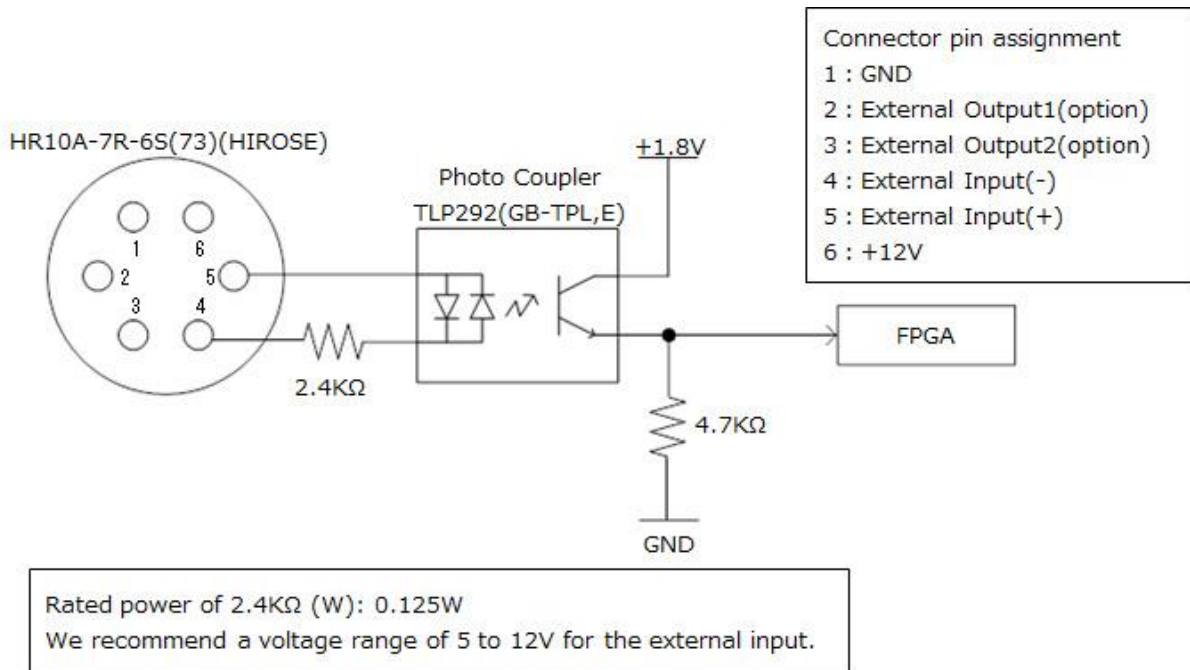 Connector pin assignment
1 : GND
2 : External Output1(option)
3 : External Output2(option)
4 : External Input(-)
5 : External Input(+)
6 : +12V
HR10A-7R-6S(73)(HIROSE)
+1.8V
Photo Coupler
TLP292(GB-TPL,E)
1
6
2
5
3
4
FPGA
2.4KΩ
4.7KΩ
GND
Rated power of 2.4KΩ (W): 0.125W
We recommend a voltage range of 5 to 12V for the external input.